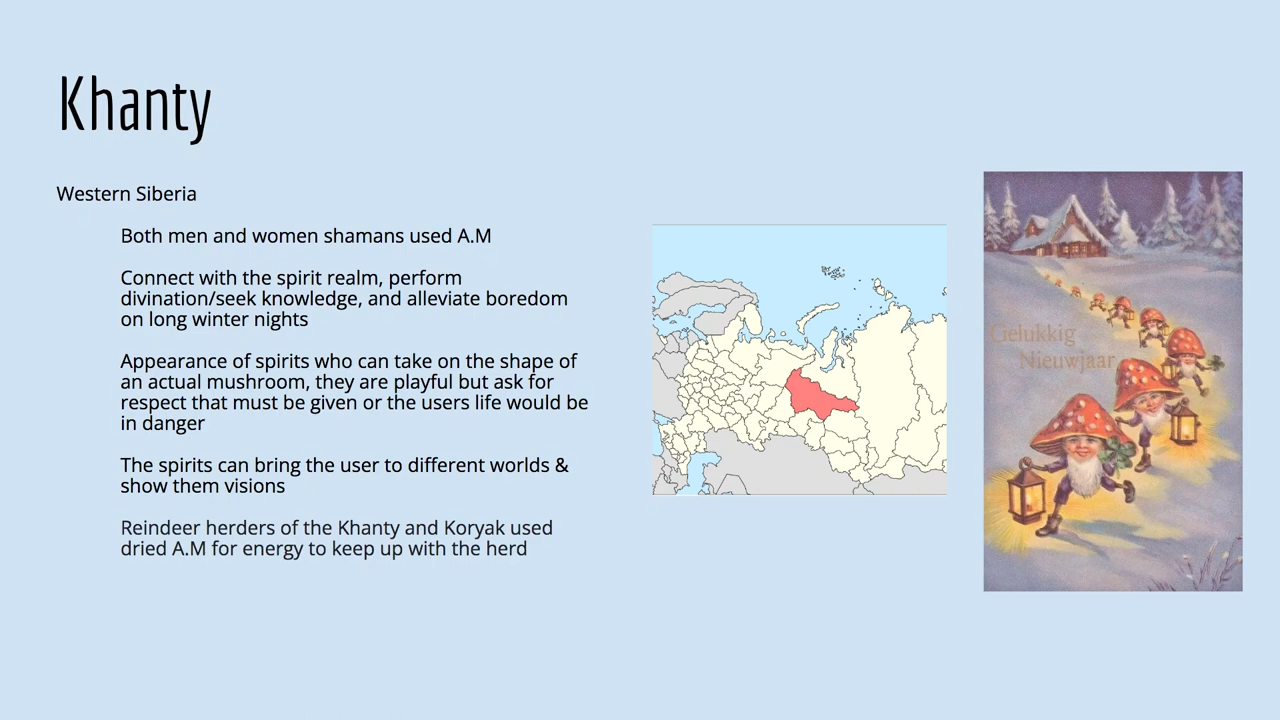 Khanty
Western Siberia
Both men and women shamans used A.M
Connect with the spirit realm, perform
divination/seek knowledge, and alleviate boredom
on long winter nights
Appearance of spirits who can take on the shape of
an actual mushroom, they are playful but ask for
respect that must be given or the users life would be
in danger
The spirits can bring the user to different worlds &
show them visions
Reindeer herders of the Khanty and Koryak used
dried A.M for energy to keep up with the herd
Gelukkig
Nieuwjaar